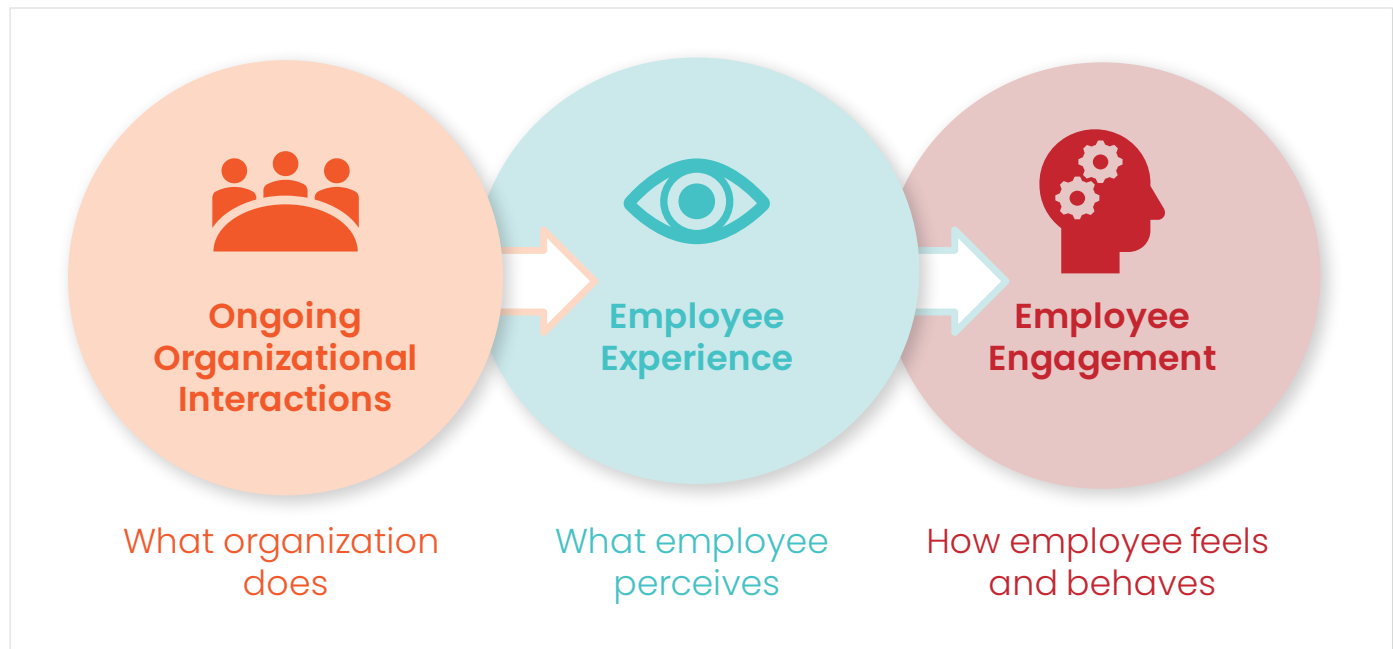 Ongoing
Organizational
Interactions
What organization
does
Employee
Experience
What employee
perceives
Employee
Engagement
How employee feels
and behaves